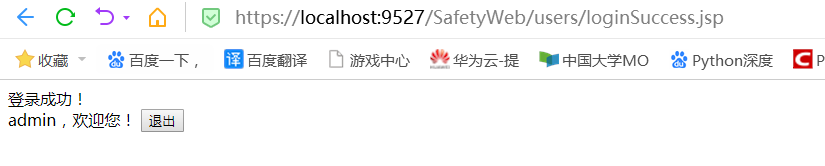 https://localhost:9527/SafetyWeb/users/loginSuccess.jsp
收藏 百度一下， 译 百度翻译 游戏中心 华为云-提 中国大学MO Python深度 C P
登录成功！
admin，欢迎您！ 退出